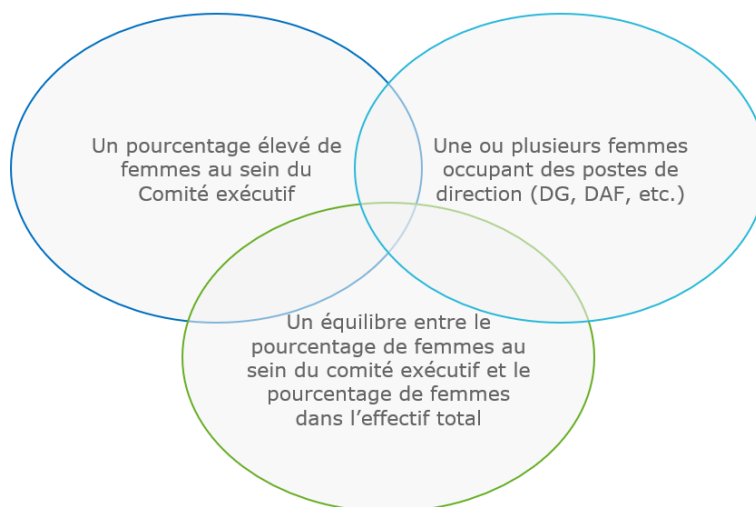 Un pourcentage élevé de
femmes au sein du
Comité exécutif
Une ou plusieurs femmes
occupant des postes de
direction (DG, DAF, etc.)
Un équilibre entre le
pourcentage de femmes au
sein du comité exécutif et le
pourcentage de femmes
dans l’effectif total